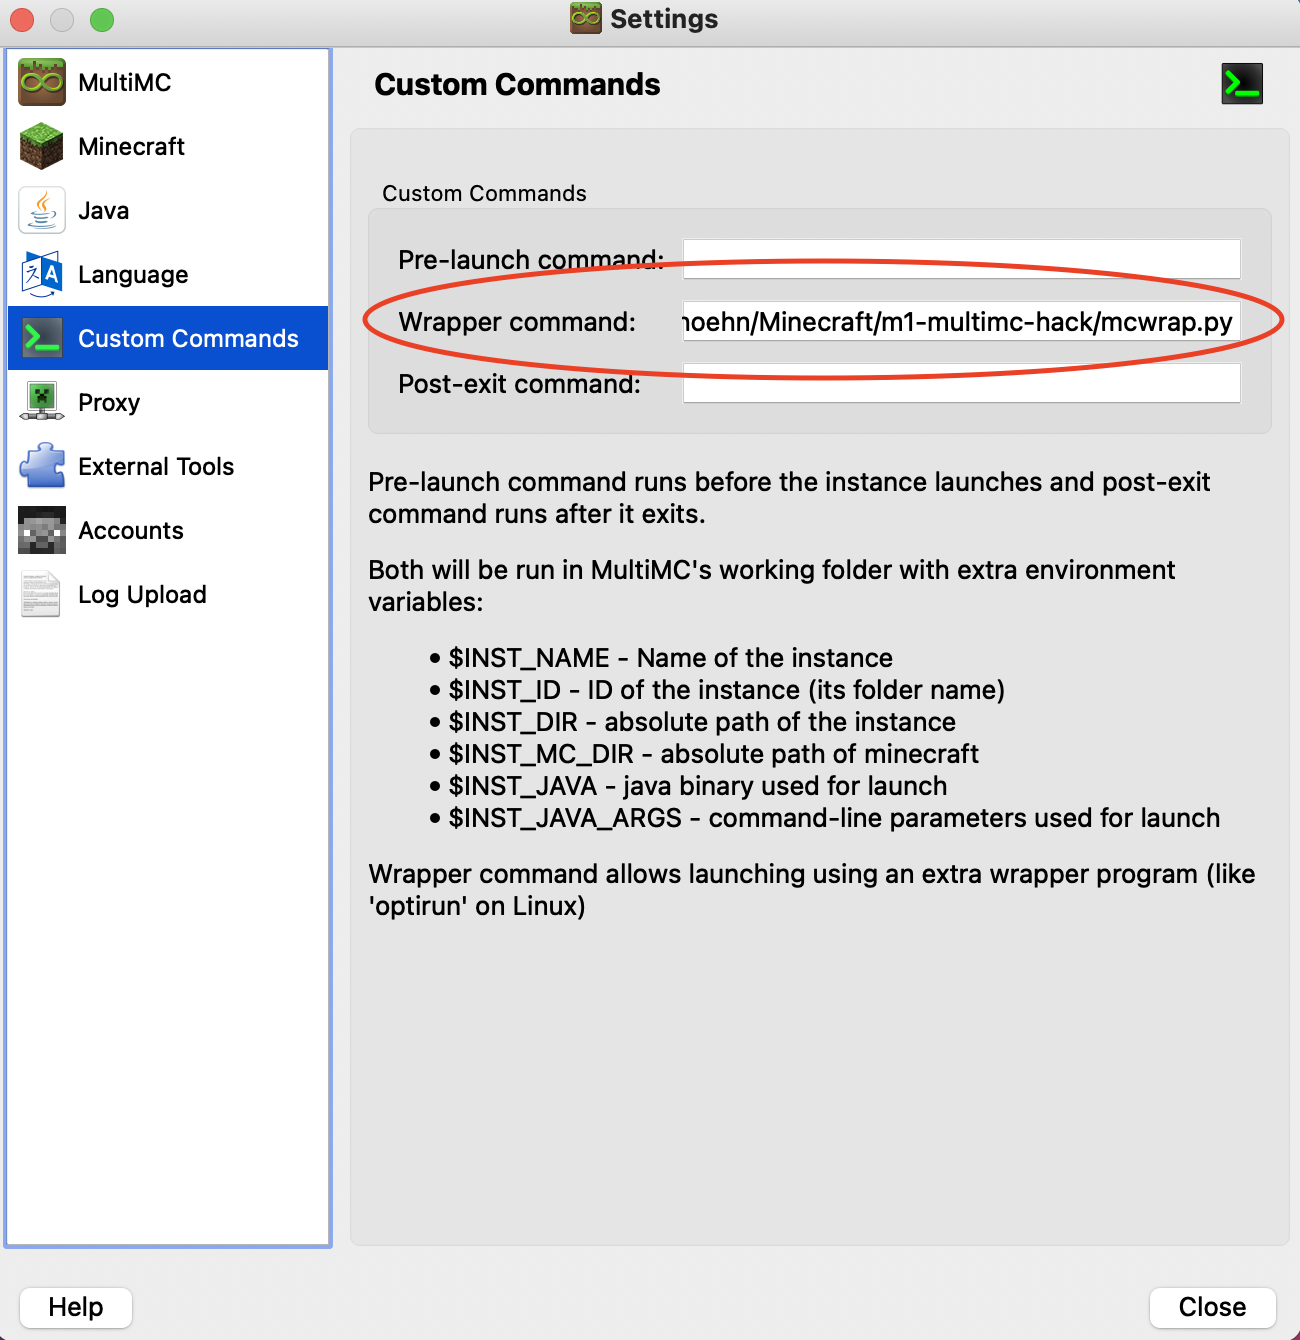 Settings
MultiMC
Minecraft
Java
Language
Custom Commands
Proxy
External Tools
Accounts
Log Upload
Custom Commands
Custom Commands
Pre-launch command:
Wrapper command: hoehn/Minecraft/m1-multimc-hack/mcwrap.py
Post-exit command:
Pre-launch command runs before the instance launches and post-exit
command runs after it exits.
Both will be run in MultiMC's working folder with extra environment
variables:
• $INST_NAME - Name of the instance
• $INST_ID - ID of the instance (its folder name)
• $INST_DIR - absolute path of the instance
• $INST_MC_DIR - absolute path of minecraft
• $INST_JAVA - java binary used for launch
• $INST_JAVA_ARGS - command-line parameters used for launch
Wrapper command allows launching using an extra wrapper program (like
'optirun' on Linux)
Help
Close